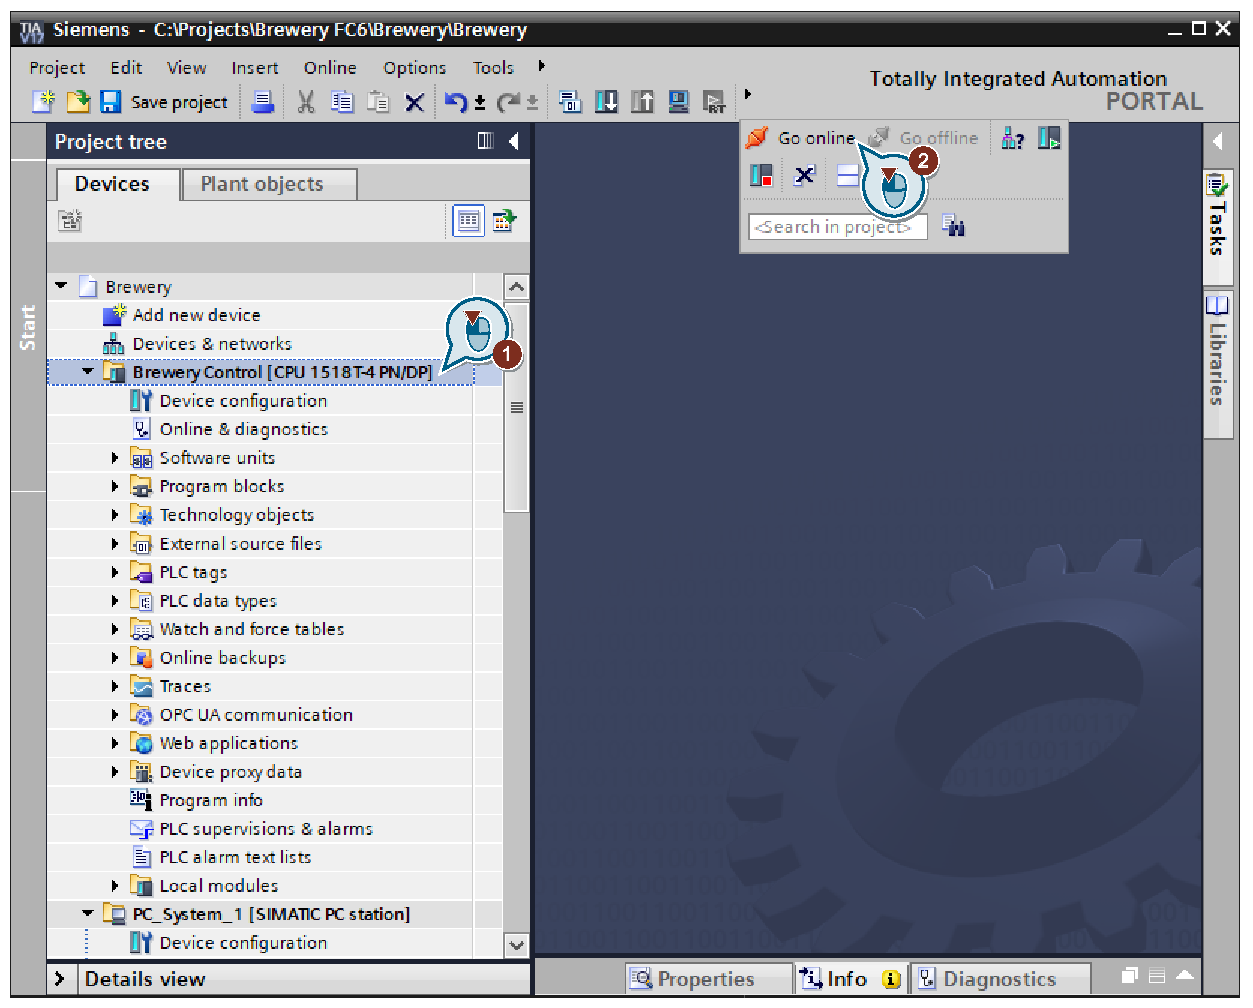 TIA
V17
Siemens - C:\Projects\Brewery FC6\Brewery\Brewery
Project Edit View Insert Online Options Tools
Totally Integrated Automation
PORTAL
Save project
RT
Project tree
Go online Go offline
2
Devices Plant objects
<Search in project>
Tasks
Libraries
Start
Brewery
Add new device
Devices & networks
1
Brewery Control [CPU 1518T-4 PN/DP]
Device configuration
Online & diagnostics
Software units
Program blocks
Technology objects
External source files
PLC tags
PLC data types
Watch and force tables
Online backups
Traces
OPC UA communication
Web applications
Device proxy data
Program info
PLC supervisions & alarms
PLC alarm text lists
Local modules
PC_System_1 [SIMATIC PC station]
Device configuration
Details view
Properties Info Diagnostics